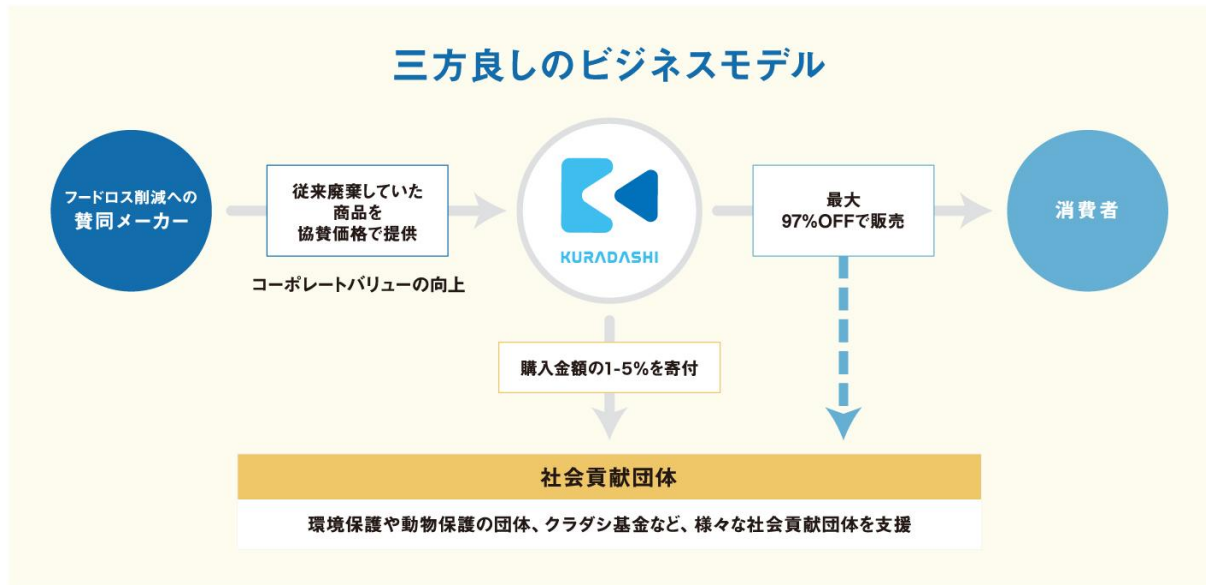 三方良しのビジネスモデル
フードロス削減への
賛同メーカー
従来廃棄していた
商品を
協賛価格で提供
コーポレートバリューの向上
KURADASHI
最大
97%OFFで販売
消費者
購入金額の1-5%を寄付
社会貢献団体
環境保護や動物保護の団体、クラダシ基金など、様々な社会貢献団体を支援